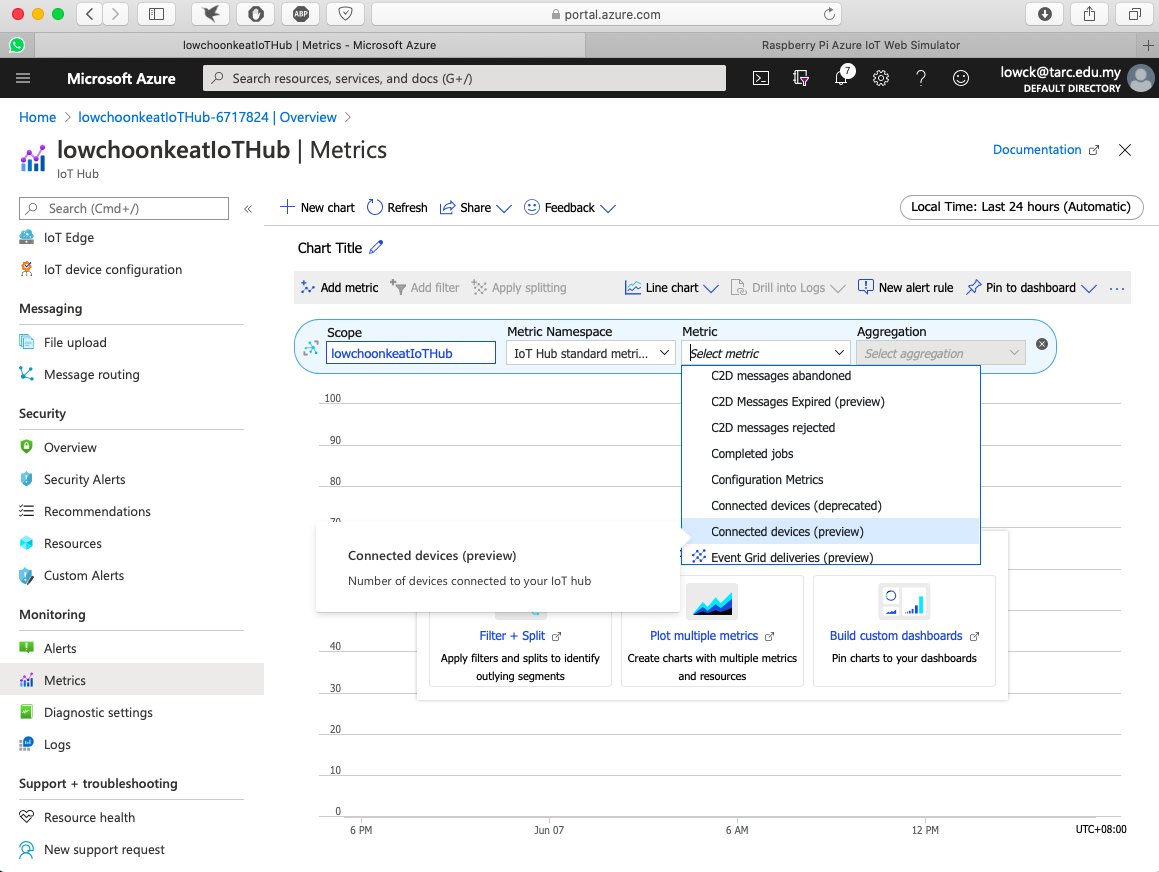 portal.azure.com
lowchoonkeatIoTHub | Metrics - Microsoft Azure
Raspberry Pi Azure IoT Web Simulator
Microsoft Azure
Search resources, services, and docs (G+/)
7
lowck@tarc.edu.my
DEFAULT DIRECTORY
Home > lowchoonkeatIoTHub-6717824 | Overview >
lowchoonkeatIoTHub | Metrics
IoT Hub
Documentation
Search (Cmd+/)
«
IoT Edge
IoT device configuration
Messaging
File upload
Message routing
Security
Overview
Security Alerts
Recommendations
Resources
Custom Alerts
Monitoring
Alerts
Metrics
Diagnostic settings
Logs
Support + troubleshooting
Resource health
New support request
New chart
Refresh
Share
Feedback
Local Time: Last 24 hours (Automatic)
Chart Title
Add metric
Add filter
Apply splitting
Line chart
Drill into Logs
New alert rule
Pin to dashboard
...
Scope
lowchoonkeatIoTHub
Metric Namespace
IoT Hub standard metri...
Metric
Select metric
Aggregation
Select aggregation
C2D messages abandoned
C2D Messages Expired (preview)
C2D messages rejected
Completed jobs
Configuration Metrics
Connected devices (deprecated)
Connected devices (preview)
Event Grid deliveries (preview)
Connected devices (preview)
Number of devices connected to your IoT hub
Filter + Split
Apply filters and splits to identify
outlying segments
Plot multiple metrics
Create charts with multiple metrics
and resources
Build custom dashboards
Pin charts to your dashboards
100
90
80
70
40
30
20
10
0
6 PM
Jun 07
6 AM
12 PM
UTC+08:00
ABP